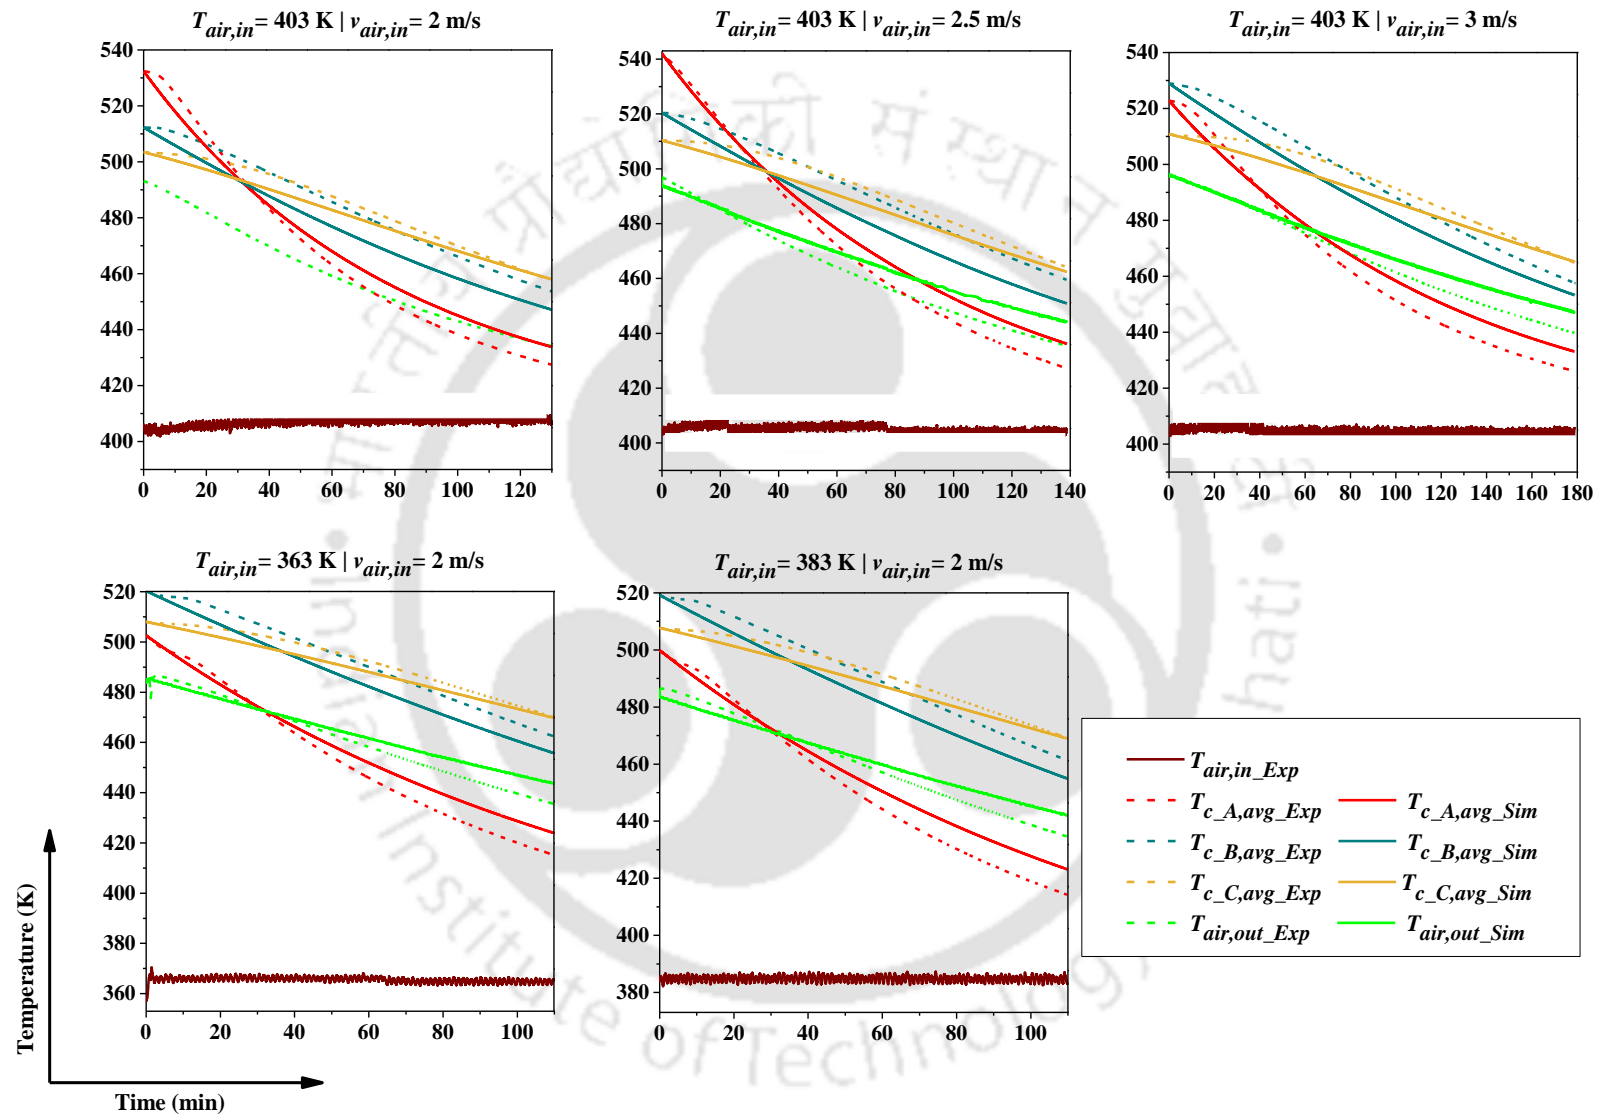 T_air,in = 403 K | v_air,in = 2 m/s
T_air,in = 403 K | v_air,in = 2.5 m/s
T_air,in = 403 K | v_air,in = 3 m/s
540
520
500
480
460
440
420
400
0 20 40 60 80 100 120
540
520
500
480
460
440
420
400
0 20 40 60 80 100 120 140
540
520
500
480
460
440
420
400
0 20 40 60 80 100 120 140 160 180
T_air,in = 363 K | v_air,in = 2 m/s
T_air,in = 383 K | v_air,in = 2 m/s
520
500
480
460
440
420
400
380
360
0 20 40 60 80 100
520
500
480
460
440
420
400
380
0 20 40 60 80 100
T_air,in_Exp
T_c_A,avg_Exp T_c_A,avg_Sim
T_c_B,avg_Exp T_c_B,avg_Sim
T_c_C,avg_Exp T_c_C,avg_Sim
T_air,out_Exp T_air,out_Sim
Temperature (K)
Time (min)
Institute of Technology